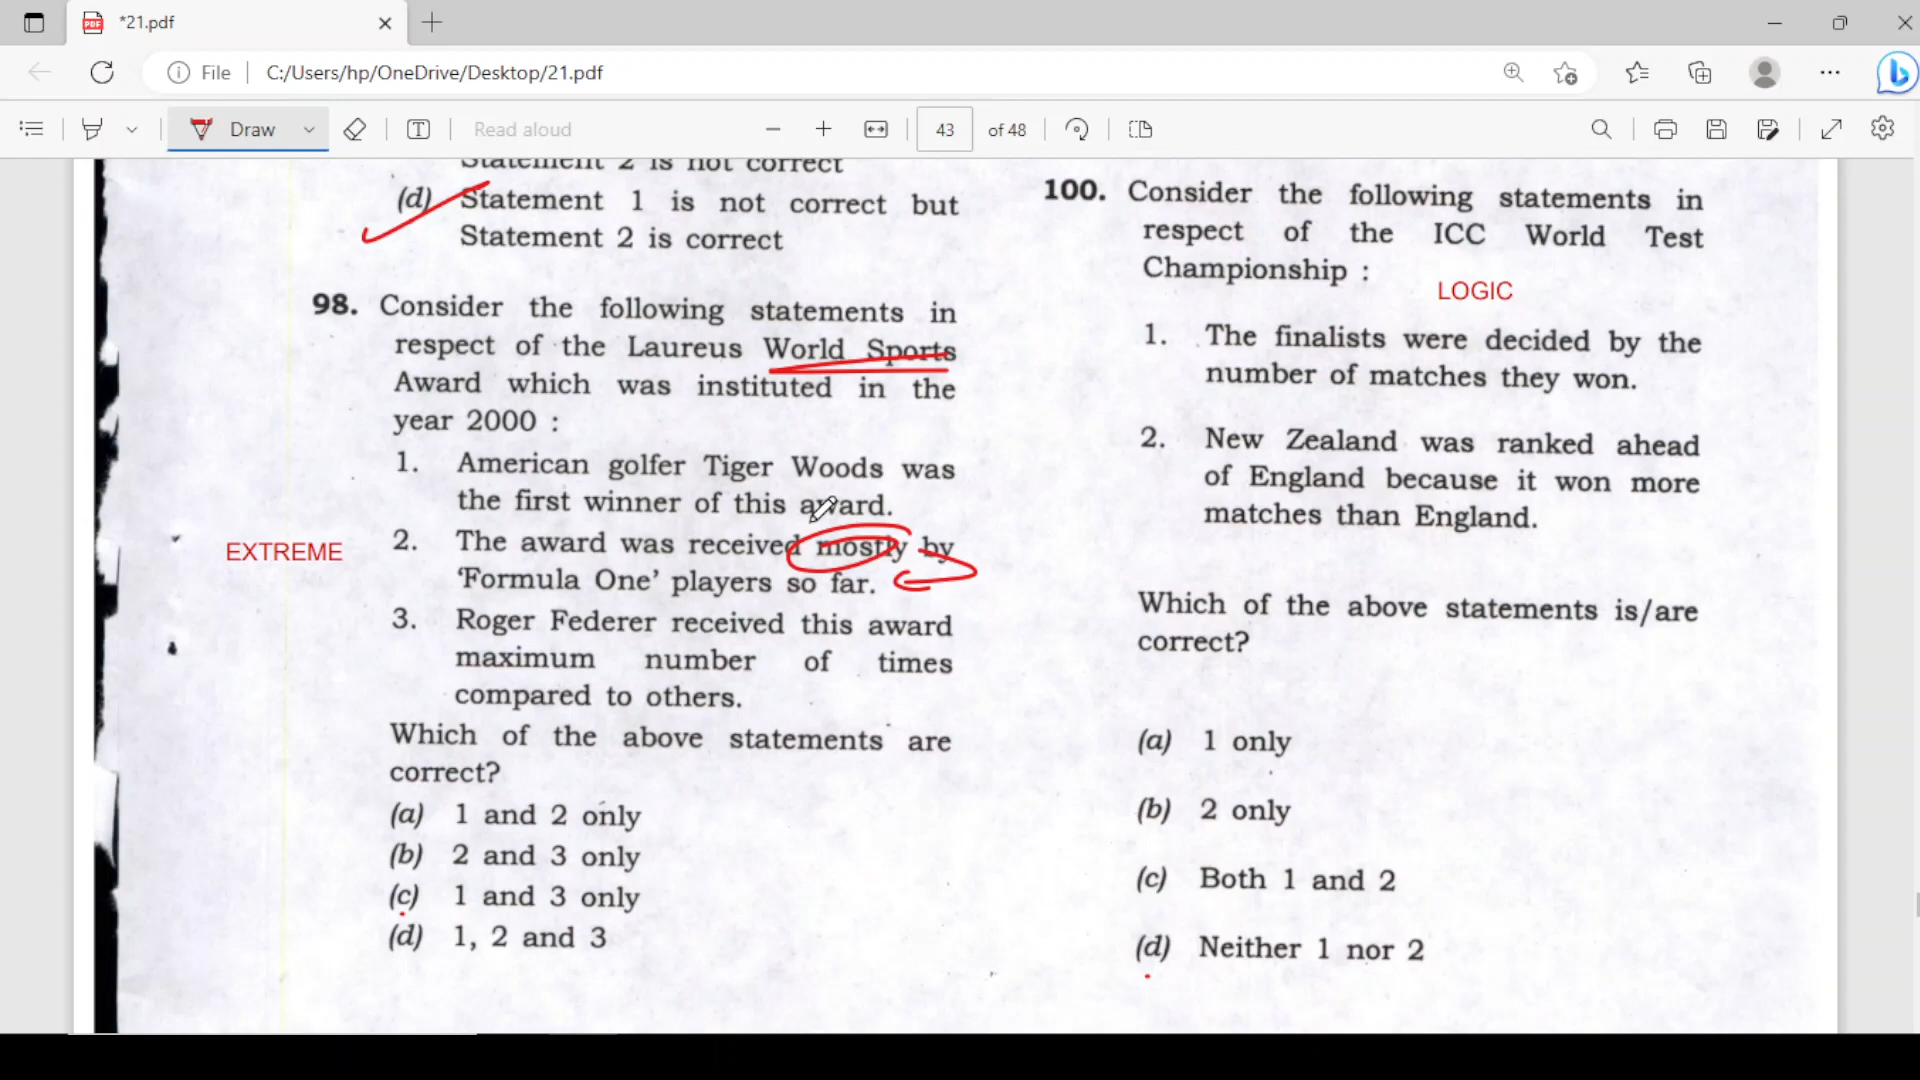 *21.pdf
File
C:/Users/hp/OneDrive/Desktop/21.pdf
Draw
Read aloud
43 of 48
Statement 2 is not correct
(d) Statement 1 is not correct but
Statement 2 is correct
98. Consider the following statements in
respect of the Laureus World Sports
Award which was instituted in the
year 2000 :
1. American golfer Tiger Woods was
the first winner of this award.
EXTREME
2. The award was received mostly by
'Formula One' players so far.
3. Roger Federer received this award
maximum number of times
compared to others.
Which of the above statements are
correct?
(a) 1 and 2 only
(b) 2 and 3 only
(c) 1 and 3 only
(d) 1, 2 and 3
100. Consider the following statements in
respect of the ICC World Test
Championship :
LOGIC
1. The finalists were decided by the
number of matches they won.
2. New Zealand was ranked ahead
of England because it won more
matches than England.
Which of the above statements is/are
correct?
(a) 1 only
(b) 2 only
(c) Both 1 and 2
(d) Neither 1 nor 2